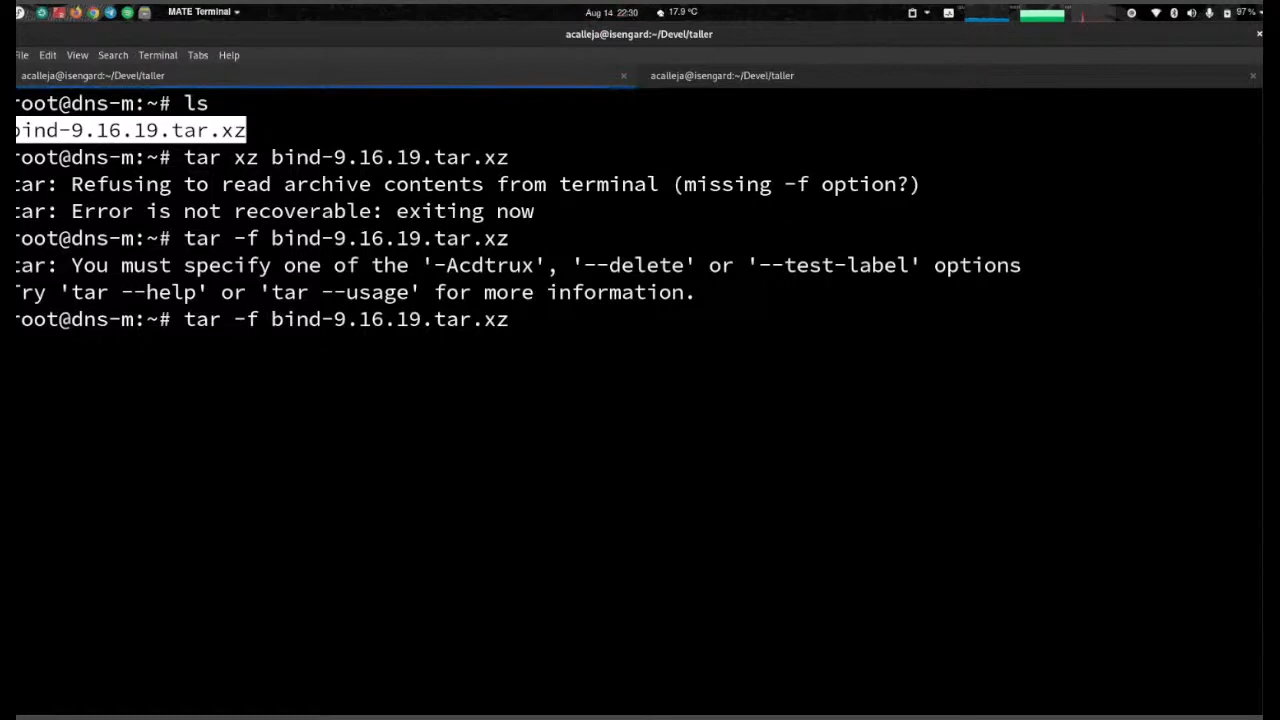 MATE Terminal
Aug 14 22:30
17.9 °C
97 %
acalleja@isengard:~/Devel/taller
File Edit View Search Terminal Tabs Help
acalleja@isengard:~/Devel/taller
acalleja@isengard:~/Devel/taller
root@dns-m:~# ls
bind-9.16.19.tar.xz
root@dns-m:~# tar xz bind-9.16.19.tar.xz
tar: Refusing to read archive contents from terminal (missing -f option?)
tar: Error is not recoverable: exiting now
root@dns-m:~# tar -f bind-9.16.19.tar.xz
tar: You must specify one of the '-Acdtrux', '--delete' or '--test-label' options
Try 'tar --help' or 'tar --usage' for more information.
root@dns-m:~# tar -f bind-9.16.19.tar.xz